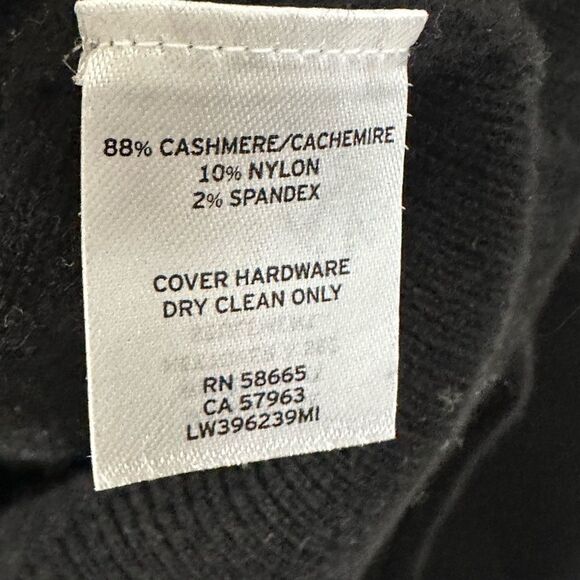 88% CASHMERE/CACHEMIRE
10% NYLON
2% SPANDEX
COVER HARDWARE
DRY CLEAN ONLY
RN 58665
CA 57963
LW396239MI